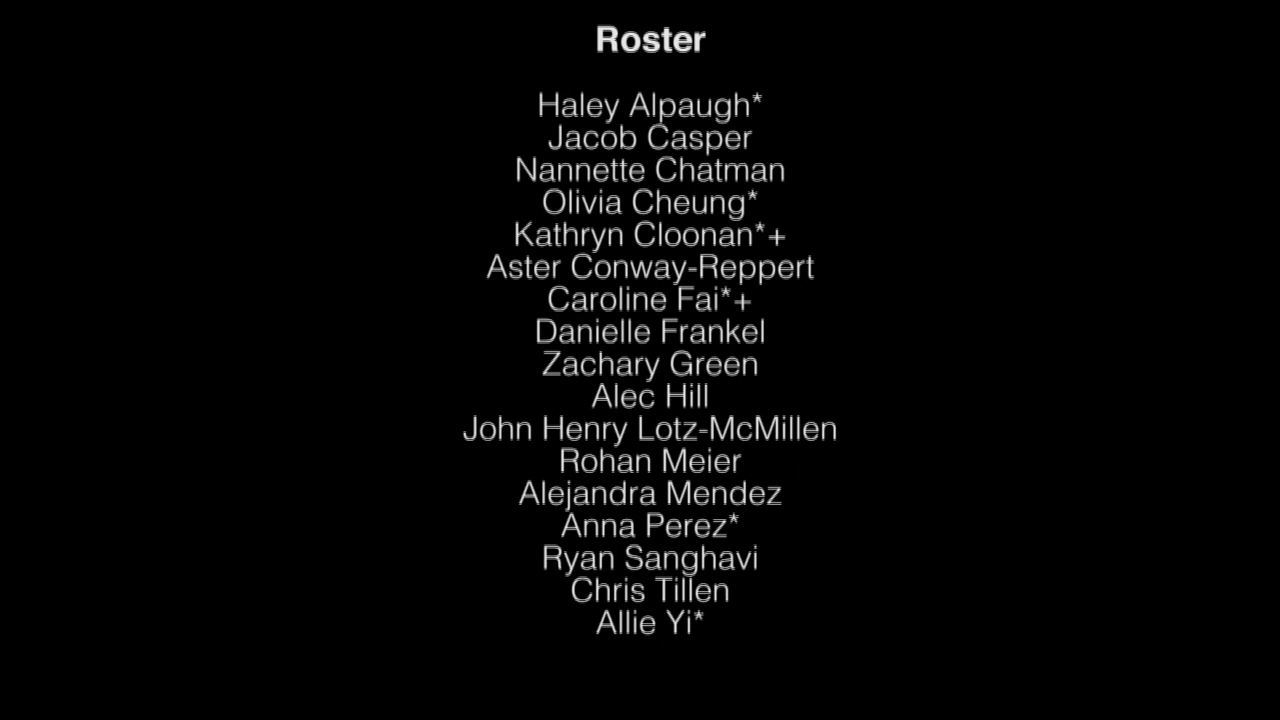 Roster
Haley Alpaugh*
Jacob Casper
Nannette Chatman
Olivia Cheung*
Kathryn Cloonan*+
Aster Conway-Reppert
Caroline Fai*+
Danielle Frankel
Zachary Green
Alec Hill
John Henry Lotz-McMillen
Rohan Meier
Alejandra Mendez
Anna Perez*
Ryan Sanghavi
Chris Tillen
Allie Yi*